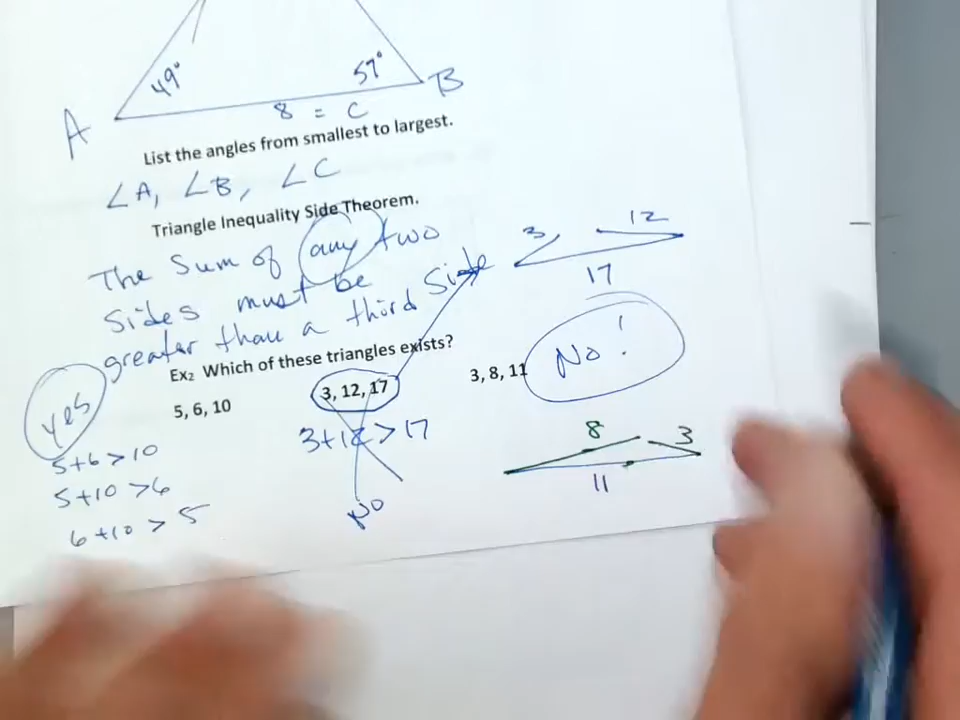 49°
57°
A
B
8 = C
List the angles from smallest to largest.
∠A, ∠B, ∠C
Triangle Inequality Side Theorem.
The Sum of any two
sides must be
greater than a third Side
3
12
17
No!
Ex₂ Which of these triangles exists?
yes
5, 6, 10
3, 12, 17
3, 8, 11
5+6 > 10
5+10 > 6
6+10 > 5
3+12 > 17
No
8
3
11